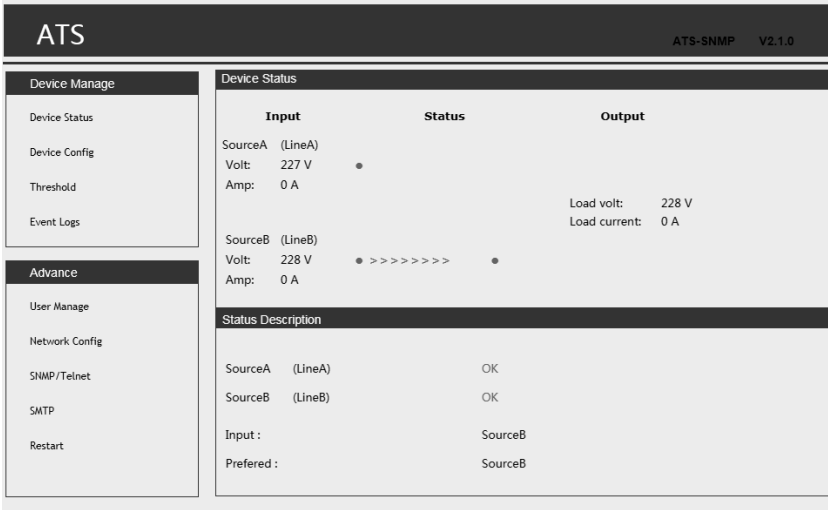 ATS
ATS-SNMP V2.1.0
Device Manage
Device Status
Device Config
Threshold
Event Logs
Advance
User Manage
Network Config
SNMP/Telnet
SMTP
Restart
Device Status
Input Status Output
SourceA (LineA)
Volt: 227 V
Amp: 0 A
Load volt: 228 V
Load current: 0 A
SourceB (LineB)
Volt: 228 V >>>>>>>>
Amp: 0 A
Status Description
SourceA (LineA) OK
SourceB (LineB) OK
Input : SourceB
Prefered : SourceB